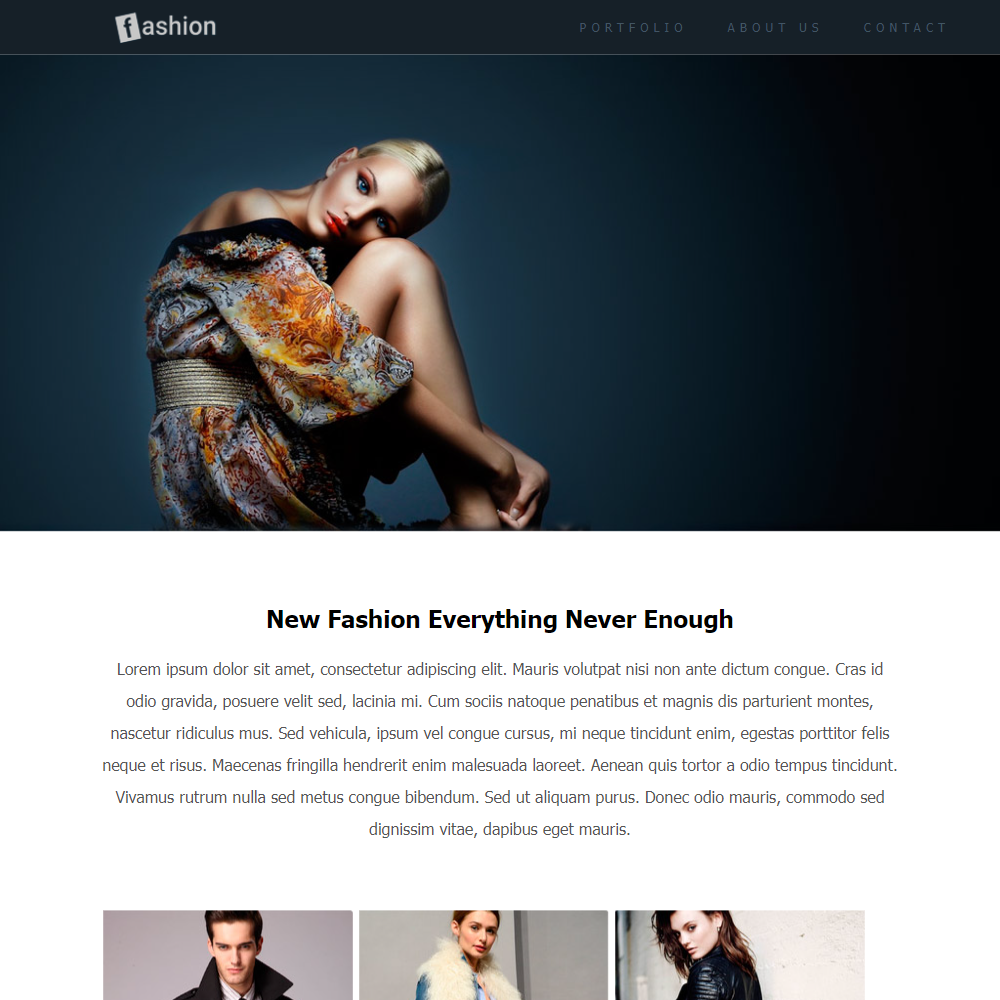 fashion
PORTFOLIO ABOUT US CONTACT
New Fashion Everything Never Enough
Lorem ipsum dolor sit amet, consectetur adipiscing elit. Mauris volutpat nisi non ante dictum congue. Cras id
odio gravida, posuere velit sed, lacinia mi. Cum sociis natoque penatibus et magnis dis parturient montes,
nascetur ridiculus mus. Sed vehicula, ipsum vel congue cursus, mi neque tincidunt enim, egestas porttitor felis
neque et risus. Maecenas fringilla hendrerit enim malesuada laoreet. Aenean quis tortor a odio tempus tincidunt.
Vivamus rutrum nulla sed metus congue bibendum. Sed ut aliquam purus. Donec odio mauris, commodo sed
dignissim vitae, dapibus eget mauris.